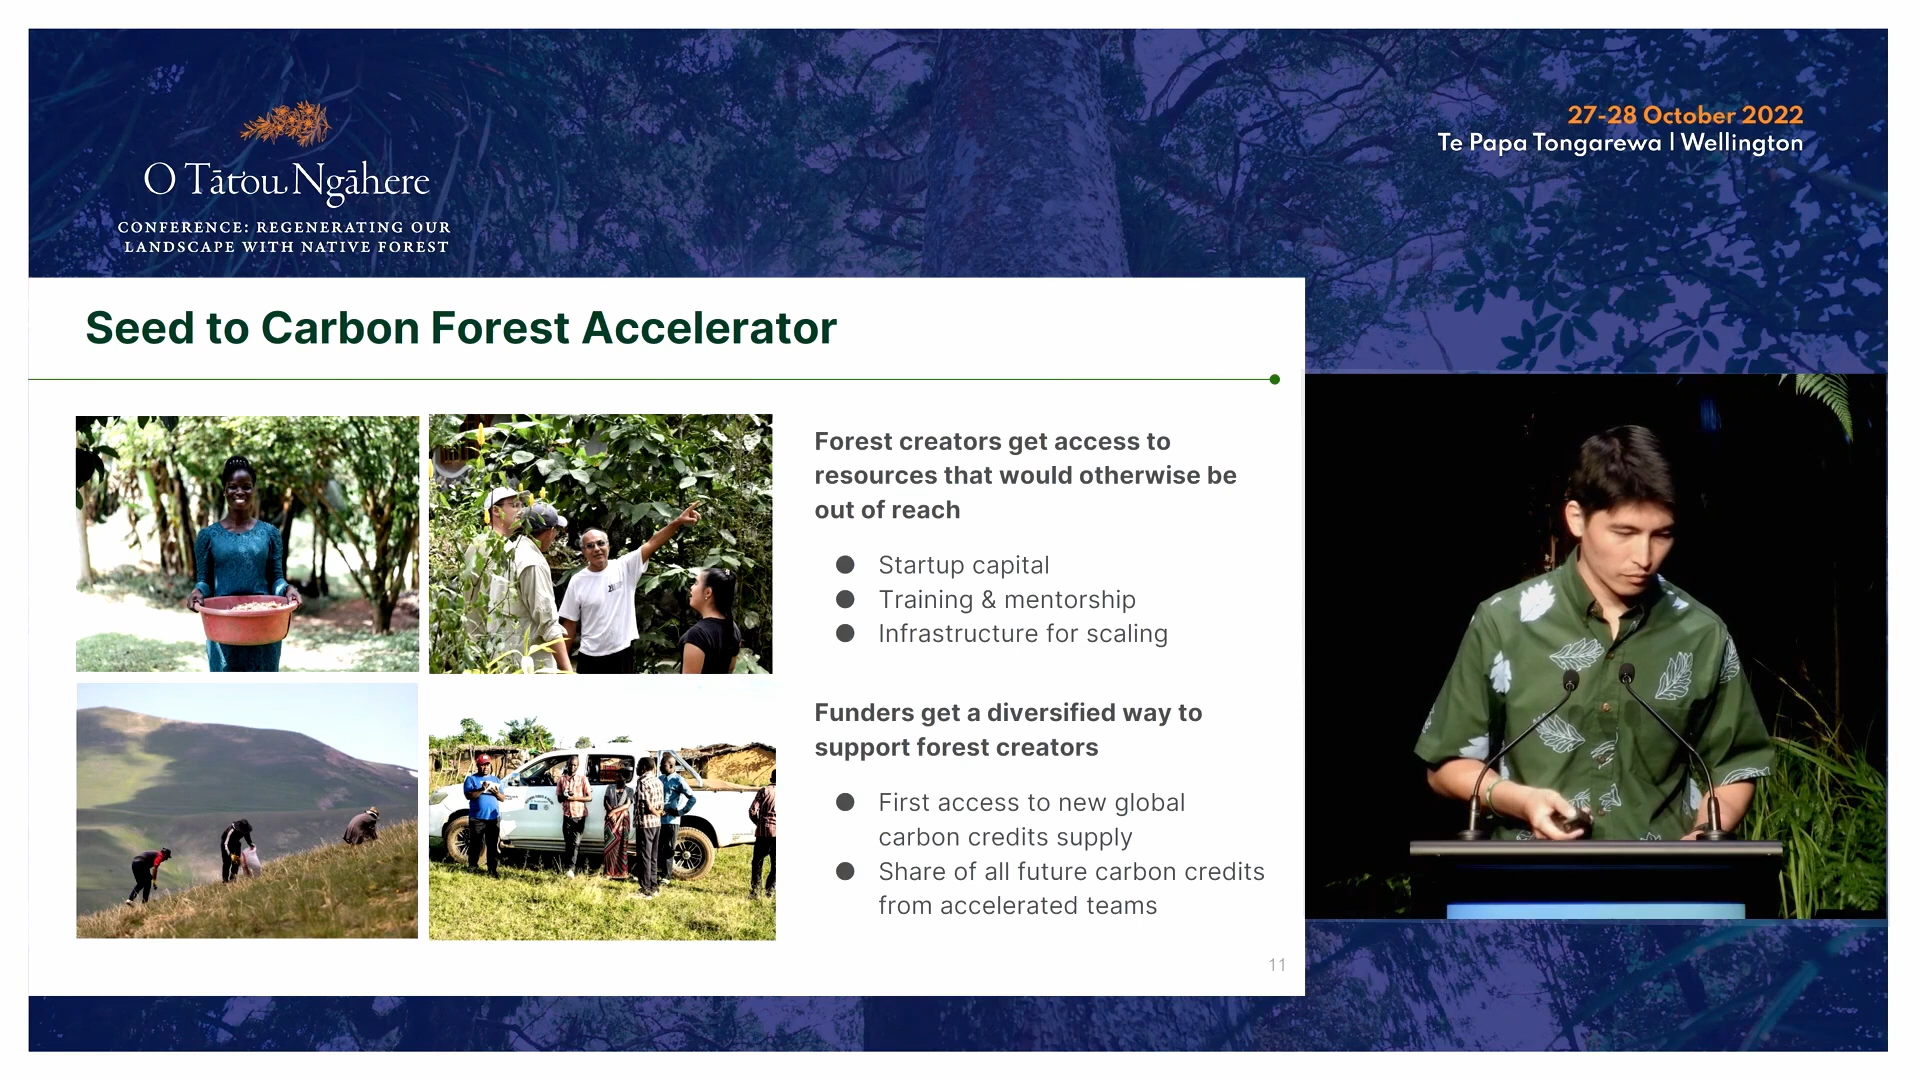 O Tātou Ngāhere
CONFERENCE: REGENERATING OUR
LANDSCAPE WITH NATIVE FOREST
27-28 October 2022
Te Papa Tongarewa | Wellington
Seed to Carbon Forest Accelerator
Forest creators get access to
resources that would otherwise be
out of reach
● Startup capital
● Training & mentorship
● Infrastructure for scaling
Funders get a diversified way to
support forest creators
● First access to new global
carbon credits supply
● Share of all future carbon credits
from accelerated teams
11